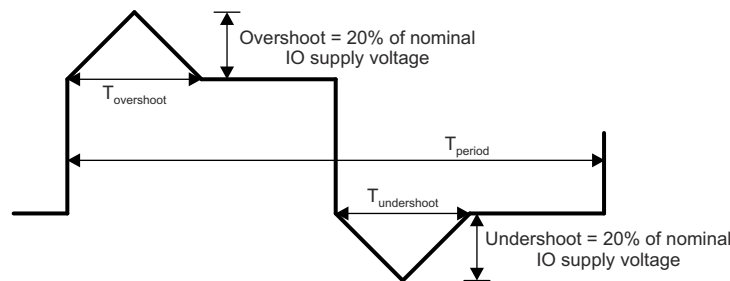 Overshoot = 20% of nominal
IO supply voltage
Tovershoot
Tperiod
Tundershoot
Undershoot = 20% of nominal
IO supply voltage